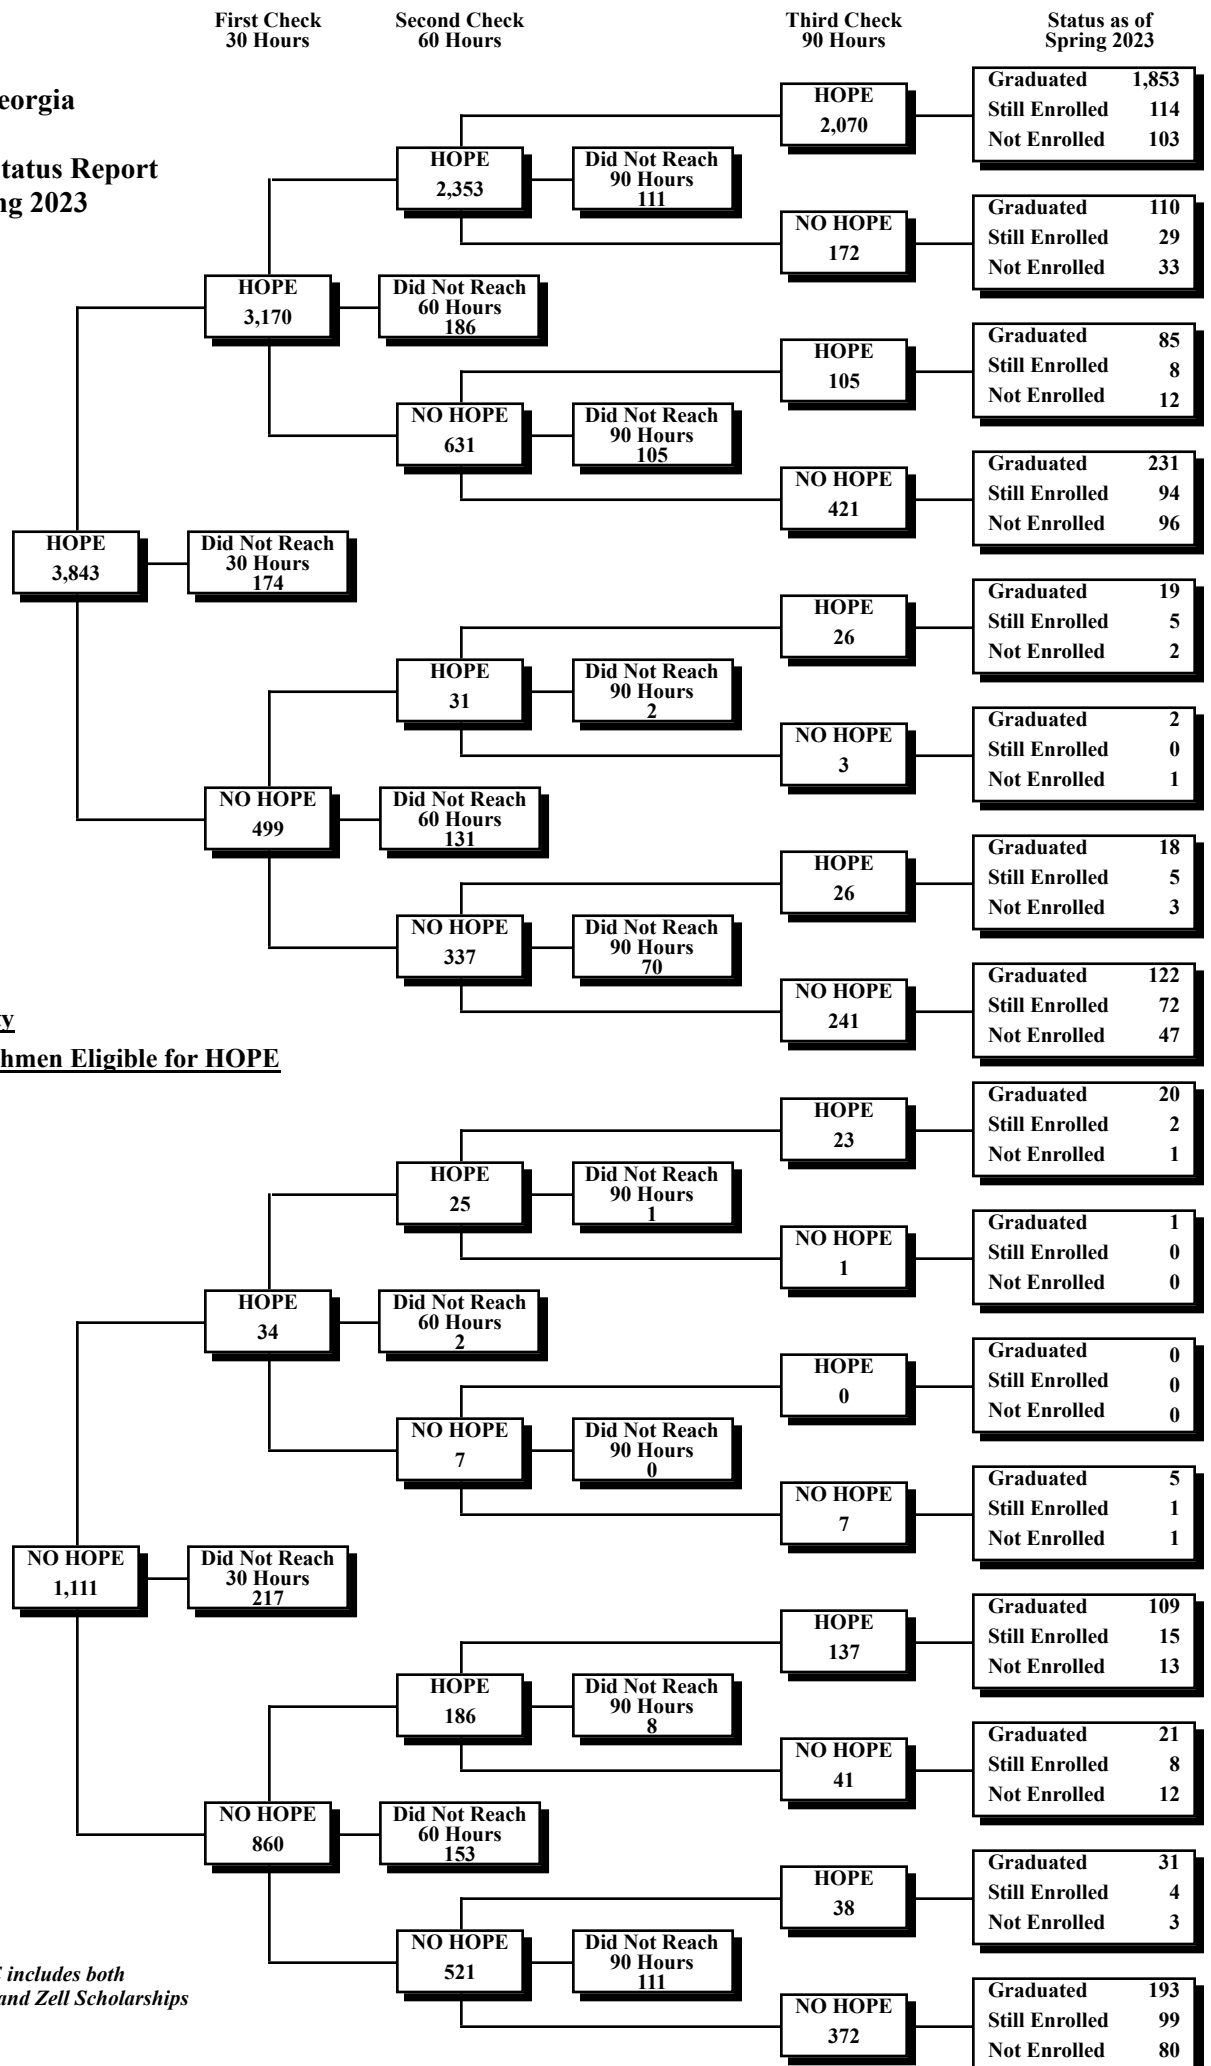 First Check
30 Hours
Second Check
60 Hours
Third Check
90 Hours
Status as of
Spring 2023
eorgia
tatus Report
ng 2023
HOPE
2,070
Graduated 1,853
Still Enrolled 114
Not Enrolled 103
HOPE
2,353
Did Not Reach
90 Hours
111
NO HOPE
172
Graduated 110
Still Enrolled 29
Not Enrolled 33
HOPE
3,170
Did Not Reach
60 Hours
186
HOPE
105
Graduated 85
Still Enrolled 8
Not Enrolled 12
NO HOPE
631
Did Not Reach
90 Hours
105
NO HOPE
421
Graduated 231
Still Enrolled 94
Not Enrolled 96
HOPE
3,843
Did Not Reach
30 Hours
174
HOPE
26
Graduated 19
Still Enrolled 5
Not Enrolled 2
HOPE
31
Did Not Reach
90 Hours
2
NO HOPE
3
Graduated 2
Still Enrolled 0
Not Enrolled 1
NO HOPE
499
Did Not Reach
60 Hours
131
HOPE
26
Graduated 18
Still Enrolled 5
Not Enrolled 3
NO HOPE
337
Did Not Reach
90 Hours
70
NO HOPE
241
Graduated 122
Still Enrolled 72
Not Enrolled 47
ty
hmen Eligible for HOPE
HOPE
23
Graduated 20
Still Enrolled 2
Not Enrolled 1
HOPE
25
Did Not Reach
90 Hours
1
NO HOPE
1
Graduated 1
Still Enrolled 0
Not Enrolled 0
HOPE
34
Did Not Reach
60 Hours
2
HOPE
0
Graduated 0
Still Enrolled 0
Not Enrolled 0
NO HOPE
7
Did Not Reach
90 Hours
0
NO HOPE
7
Graduated 5
Still Enrolled 1
Not Enrolled 1
NO HOPE
1,111
Did Not Reach
30 Hours
217
HOPE
137
Graduated 109
Still Enrolled 15
Not Enrolled 13
HOPE
186
Did Not Reach
90 Hours
8
NO HOPE
41
Graduated 21
Still Enrolled 8
Not Enrolled 12
NO HOPE
860
Did Not Reach
60 Hours
153
HOPE
38
Graduated 31
Still Enrolled 4
Not Enrolled 3
NO HOPE
521
Did Not Reach
90 Hours
111
includes both
and Zell Scholarships
NO HOPE
372
Graduated 193
Still Enrolled 99
Not Enrolled 80